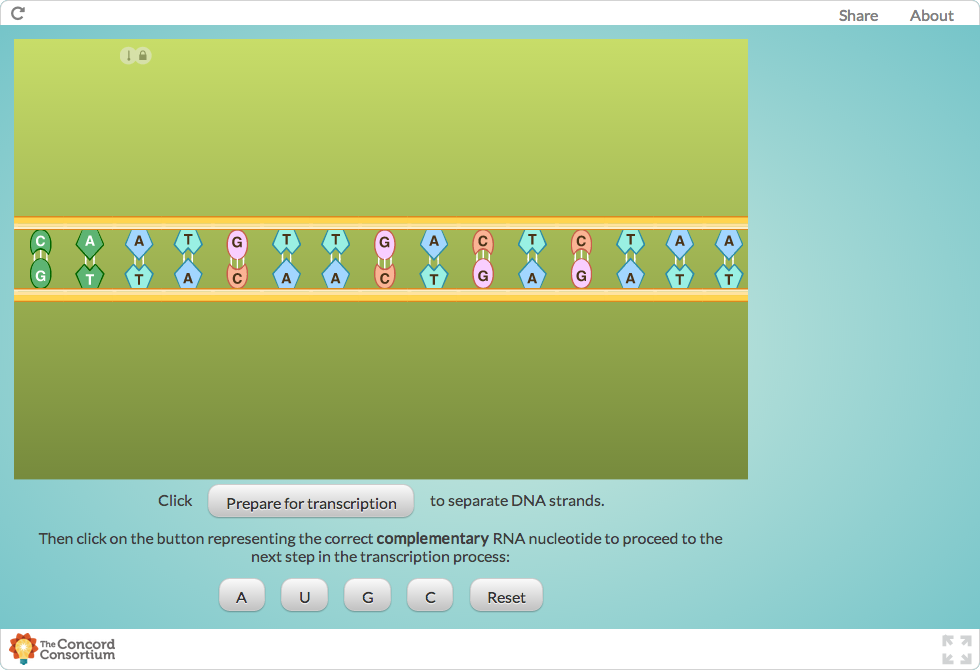 Share About
C A A T G T T G A C T C T A A
G T T A C A A C T G A G A T T
Click Prepare for transcription to separate DNA strands.
Then click on the button representing the correct complementary RNA nucleotide to proceed to the
next step in the transcription process:
A U G C Reset
The Concord
Consortium